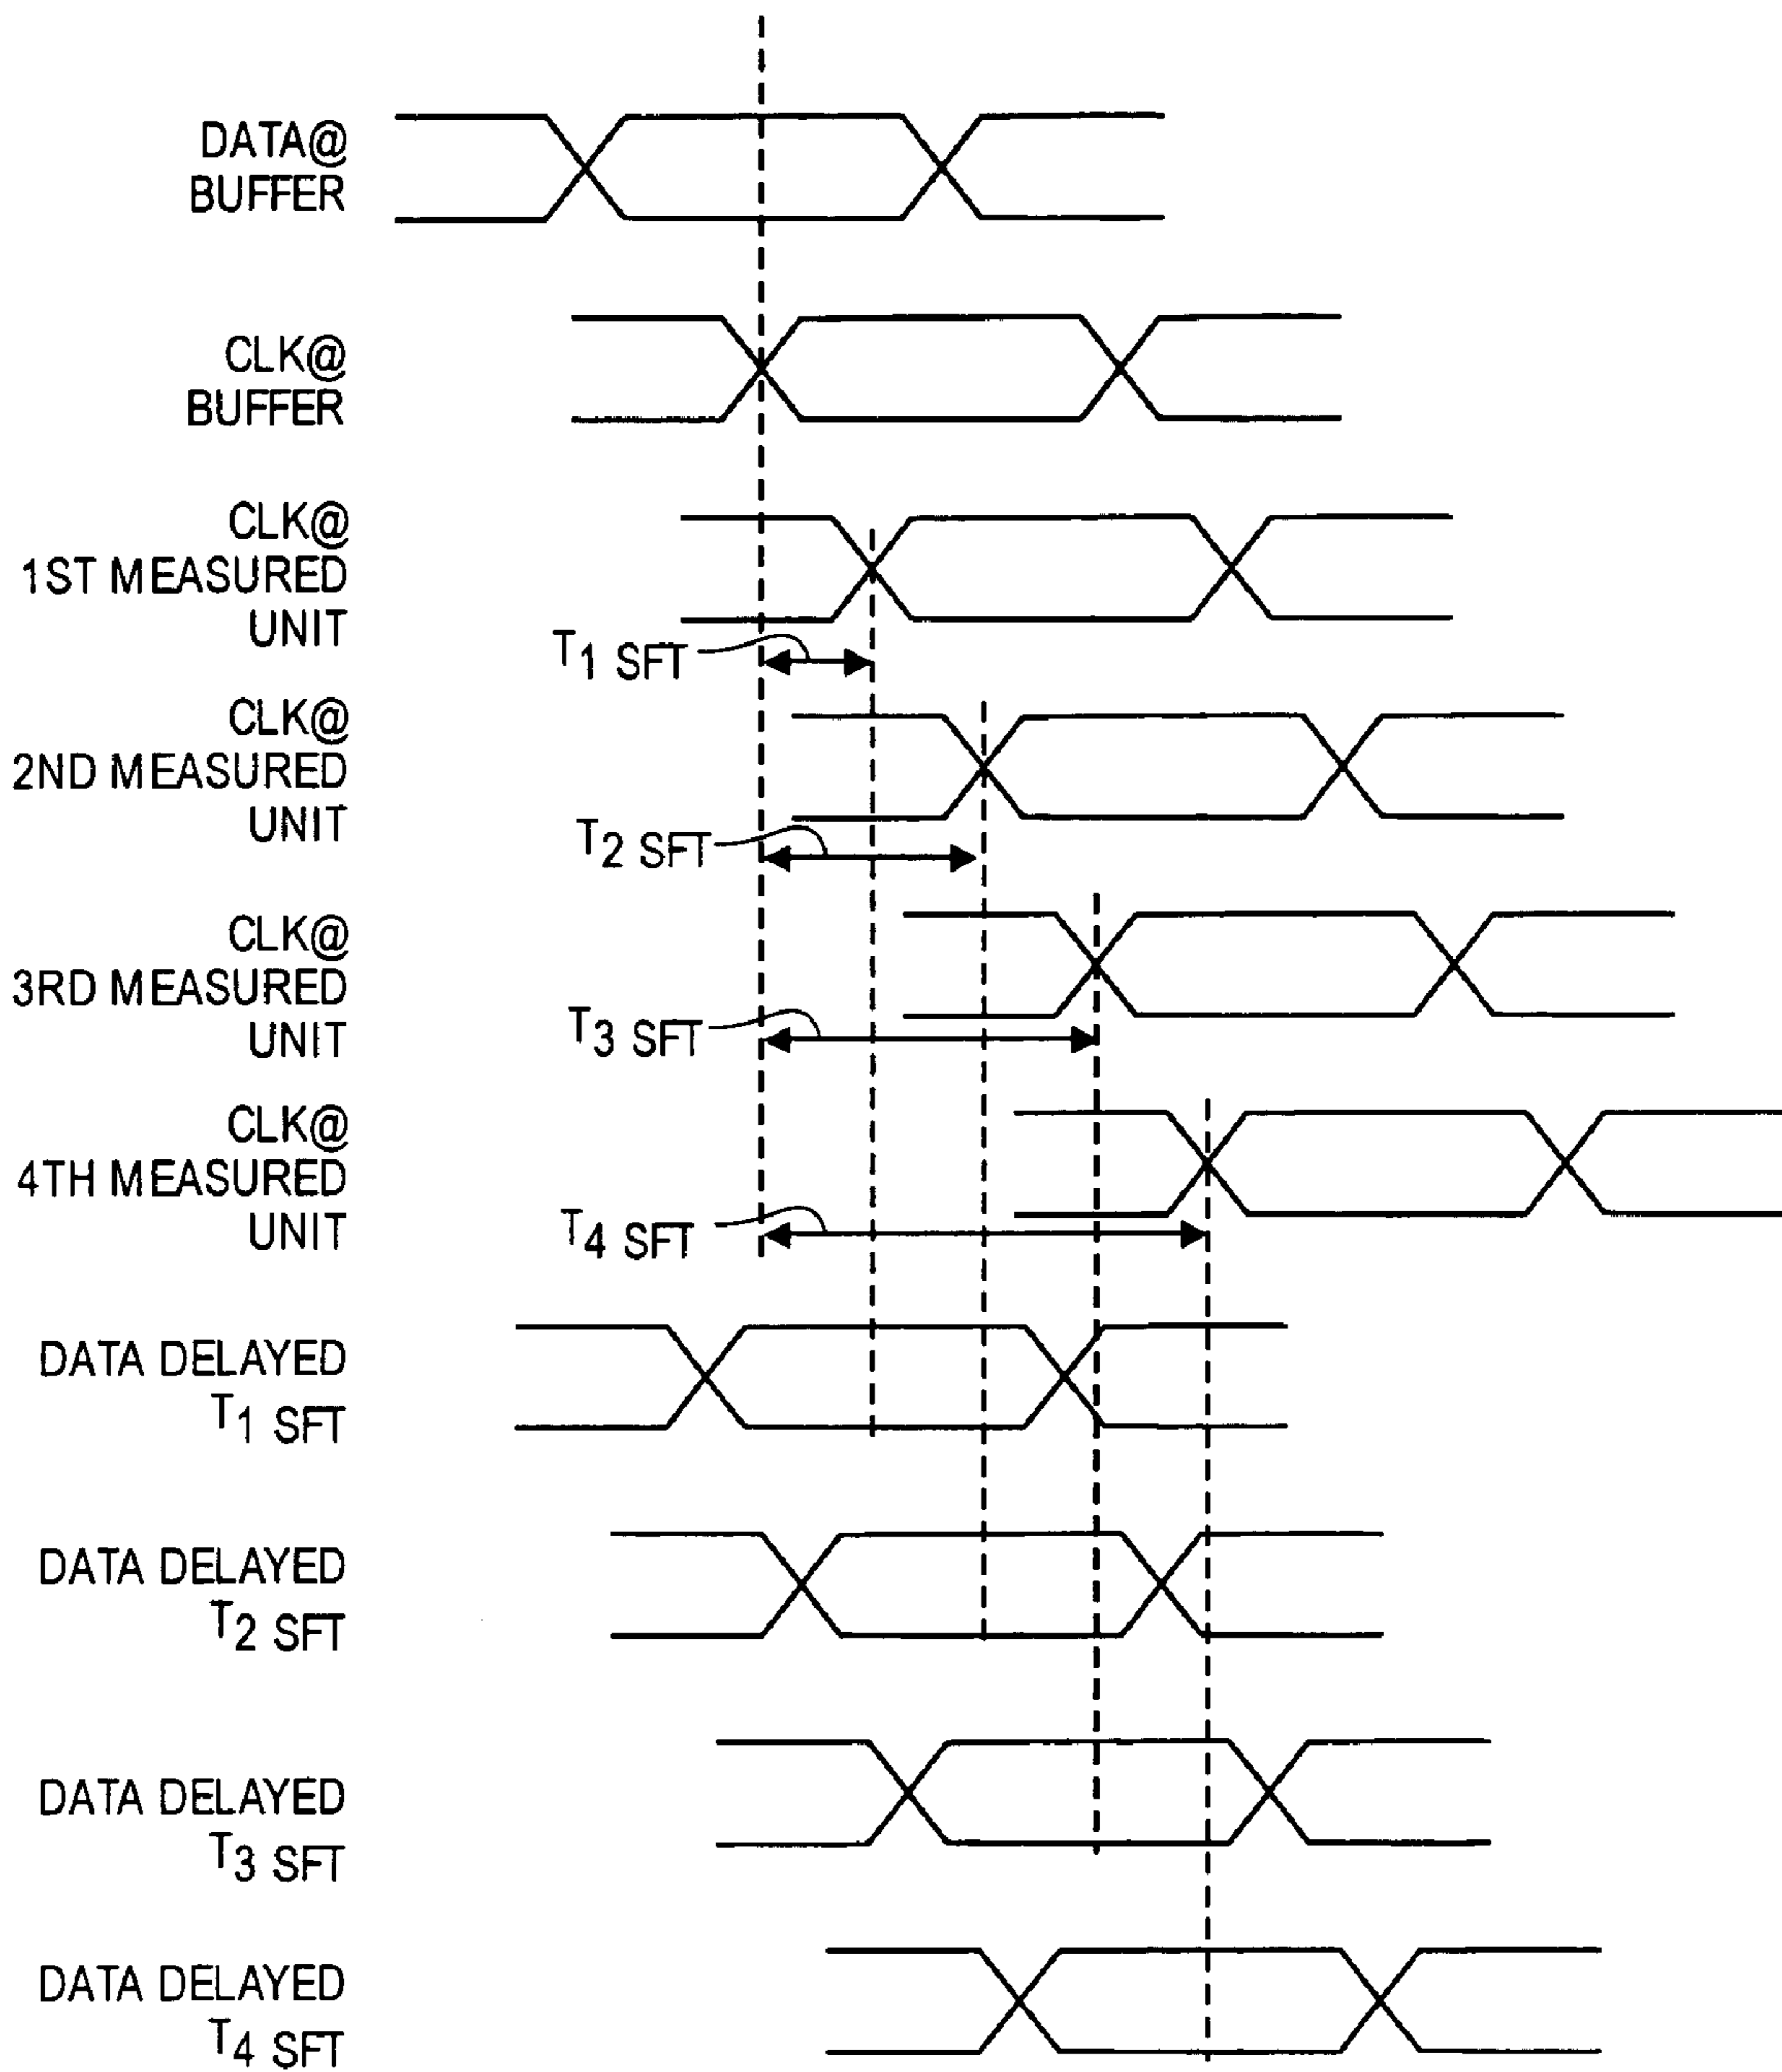 DATA@
BUFFER
CLK@
BUFFER
CLK@
1ST MEASURED
UNIT
T1 SFT
CLK@
2ND MEASURED
UNIT
T2 SFT
CLK@
3RD MEASURED
UNIT
T3 SFT
CLK@
4TH MEASURED
UNIT
T4 SFT
DATA DELAYED
T1 SFT
DATA DELAYED
T2 SFT
DATA DELAYED
T3 SFT
DATA DELAYED
T4 SFT